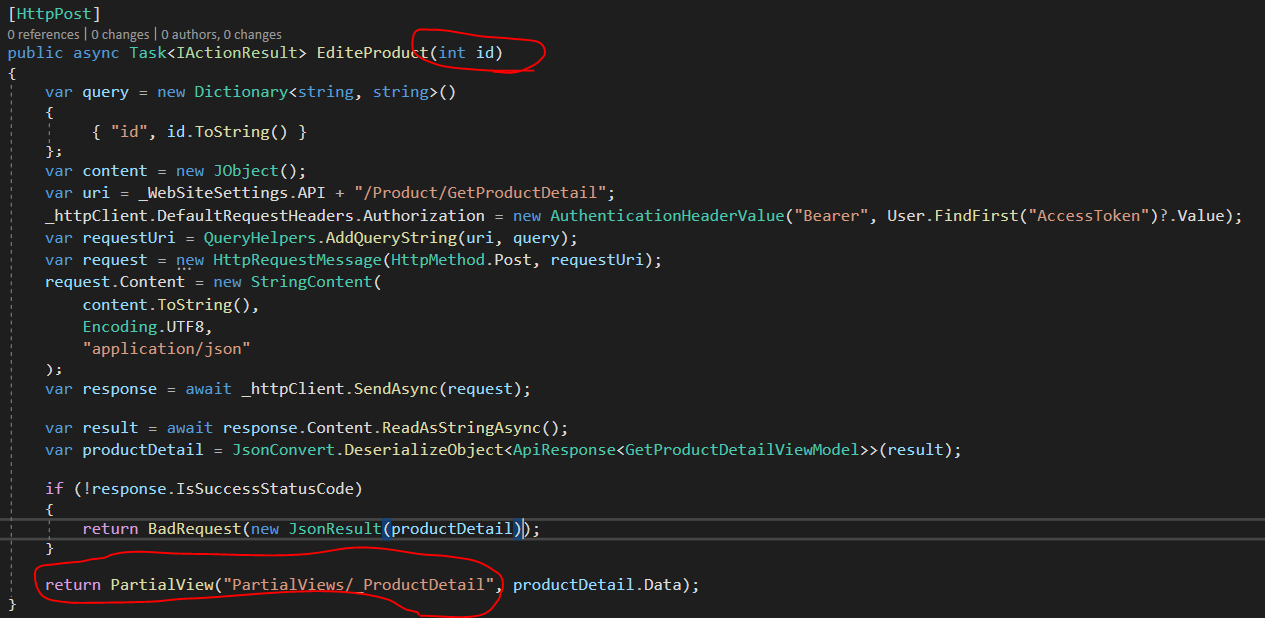 [HttpPost]
0 references | 0 changes | 0 authors, 0 changes
public async Task<IActionResult> EditeProduct(int id)
{
var query = new Dictionary<string, string>()
{
{ "id", id.ToString() }
};
var content = new JObject();
var uri = _WebSiteSettings.API + "/Product/GetProductDetail";
_httpClient.DefaultRequestHeaders.Authorization = new AuthenticationHeaderValue("Bearer", User.FindFirst("AccessToken")?.Value);
var requestUri = QueryHelpers.AddQueryString(uri, query);
var request = new HttpRequestMessage(HttpMethod.Post, requestUri);
request.Content = new StringContent(
content.ToString(),
Encoding.UTF8,
"application/json"
);
var response = await _httpClient.SendAsync(request);
var result = await response.Content.ReadAsStringAsync();
var productDetail = JsonConvert.DeserializeObject<ApiResponse<GetProductDetailViewModel>>(result);
if (!response.IsSuccessStatusCode)
{
return BadRequest(new JsonResult(productDetail));
}
return PartialView("PartialViews/_ProductDetail", productDetail.Data);
}